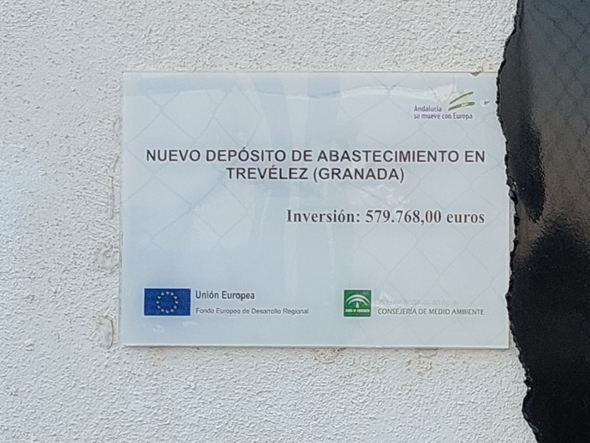 Andalucía
se mueve con Europa
NUEVO DEPÓSITO DE ABASTECIMIENTO EN
TREVÉLEZ (GRANADA)
Inversión: 579.768,00 euros
Unión Europea
Fondo Europeo de Desarrollo Regional
CONSEJERÍA DE MEDIO AMBIENTE